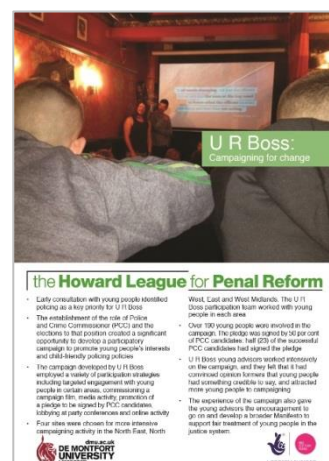 U R Boss:
Campaigning for change
the Howard League for Penal Reform
• Early consultation with young people identified
policing as a key priority for U R Boss
• The establishment of the role of Police
and Crime Commissioner (PCC) and the
elections to that position created a significant
opportunity to develop a participatory
campaign to promote young people's interests
and child-friendly policing policies
• The campaign developed by U R Boss
employed a variety of participation strategies
including targeted engagement with young
people in certain areas, commissioning a
campaign film, media activity, promotion of
a pledge to be signed by PCC candidates,
lobbying at party conferences and online activity
• Four sites were chosen for more intensive
campaigning activity in the North East, North
West, East and West Midlands. The U R
Boss participation team worked with young
people in each area
• Over 190 young people were involved in the
campaign. The pledge was signed by 50 per cent
of PCC candidates: half (23) of the successful
PCC candidates had signed the pledge
• U R Boss young advisors worked intensively
on the campaign, and they felt that it had
convinced opinion formers that young people
had something credible to say, and attracted
more young people to campaigning
• The experience of the campaign also gave
the young advisors the encouragement to
go on and develop a broader Manifesto to
support fair treatment of young people in the
justice system
dmu.ac.uk
DE MONTFORT
UNIVERSITY